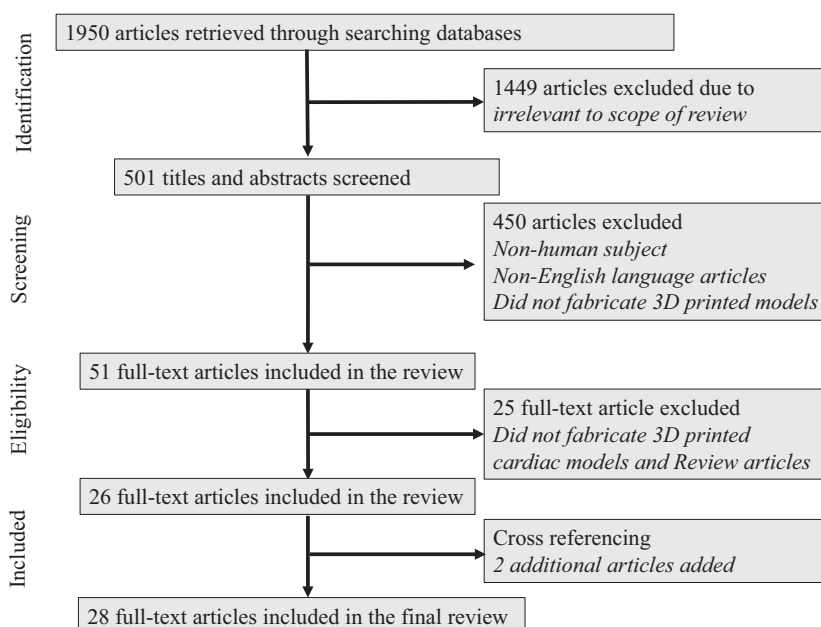 Identification
1950 articles retrieved through searching databases
1449 articles excluded due to
irrelevant to scope of review
501 titles and abstracts screened
Screening
450 articles excluded
Non-human subject
Non-English language articles
Did not fabricate 3D printed models
51 full-text articles included in the review
Eligibility
25 full-text article excluded
Did not fabricate 3D printed
cardiac models and Review articles
26 full-text articles included in the review
Included
Cross referencing
2 additional articles added
28 full-text articles included in the final review